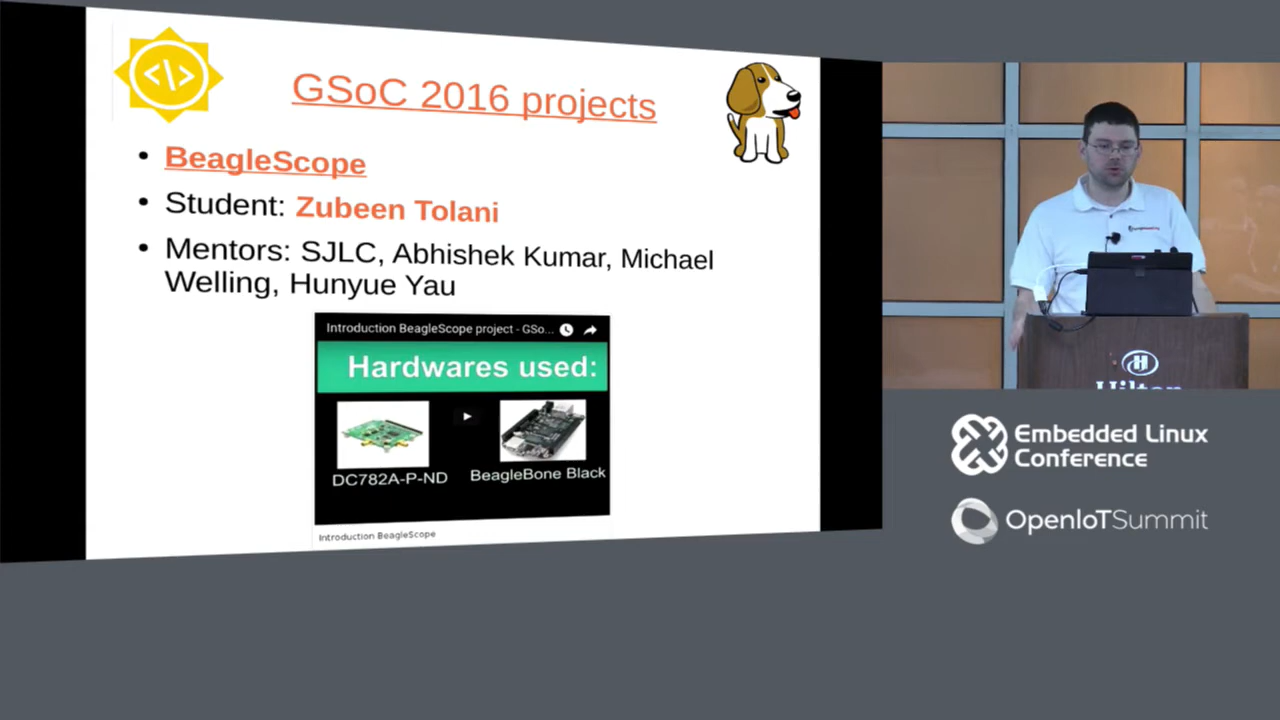 GSoC 2016 projects
BeagleScope
Student: Zubeen Tolani
Mentors: SJLC, Abhishek Kumar, Michael
Welling, Hunyue Yau
Introduction BeagleScope project - GSo...
Hardwares used:
DC782A-P-ND
BeagleBone Black
Introduction BeagleScope
Hilton
Embedded Linux
Conference
OpenIoTSummit